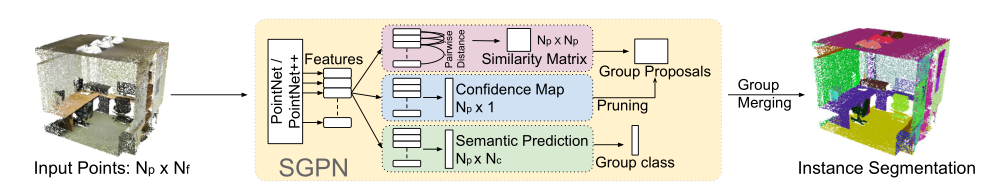 Input Points: Np x Nf
PointNet /
PointNet++
Features
SGPN
Pairwise
Distance
Np x Np
Similarity Matrix
Confidence Map
Np x 1
Semantic Prediction
Np x Nc
Group Proposals
Pruning
Group class
Group
Merging
Instance Segmentation